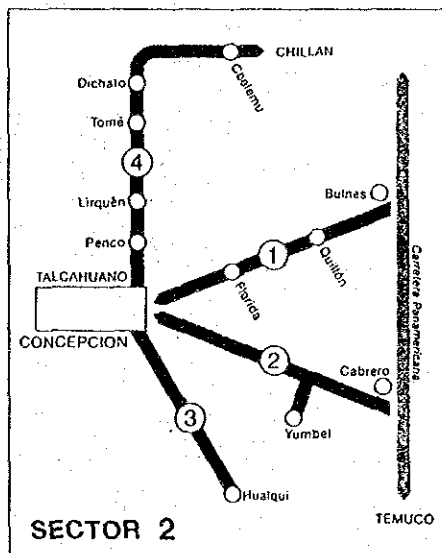 CHILLAN
Coelemu
Dichato
Tomé
4
Lirquén
Penco
Bulnes
1
Quillón
Florida
TALCAHUANO
CONCEPCION
Carretera Panamericana
2
Cabrero
Yumbel
3
Hualqui
TEMUCO
SECTOR 2